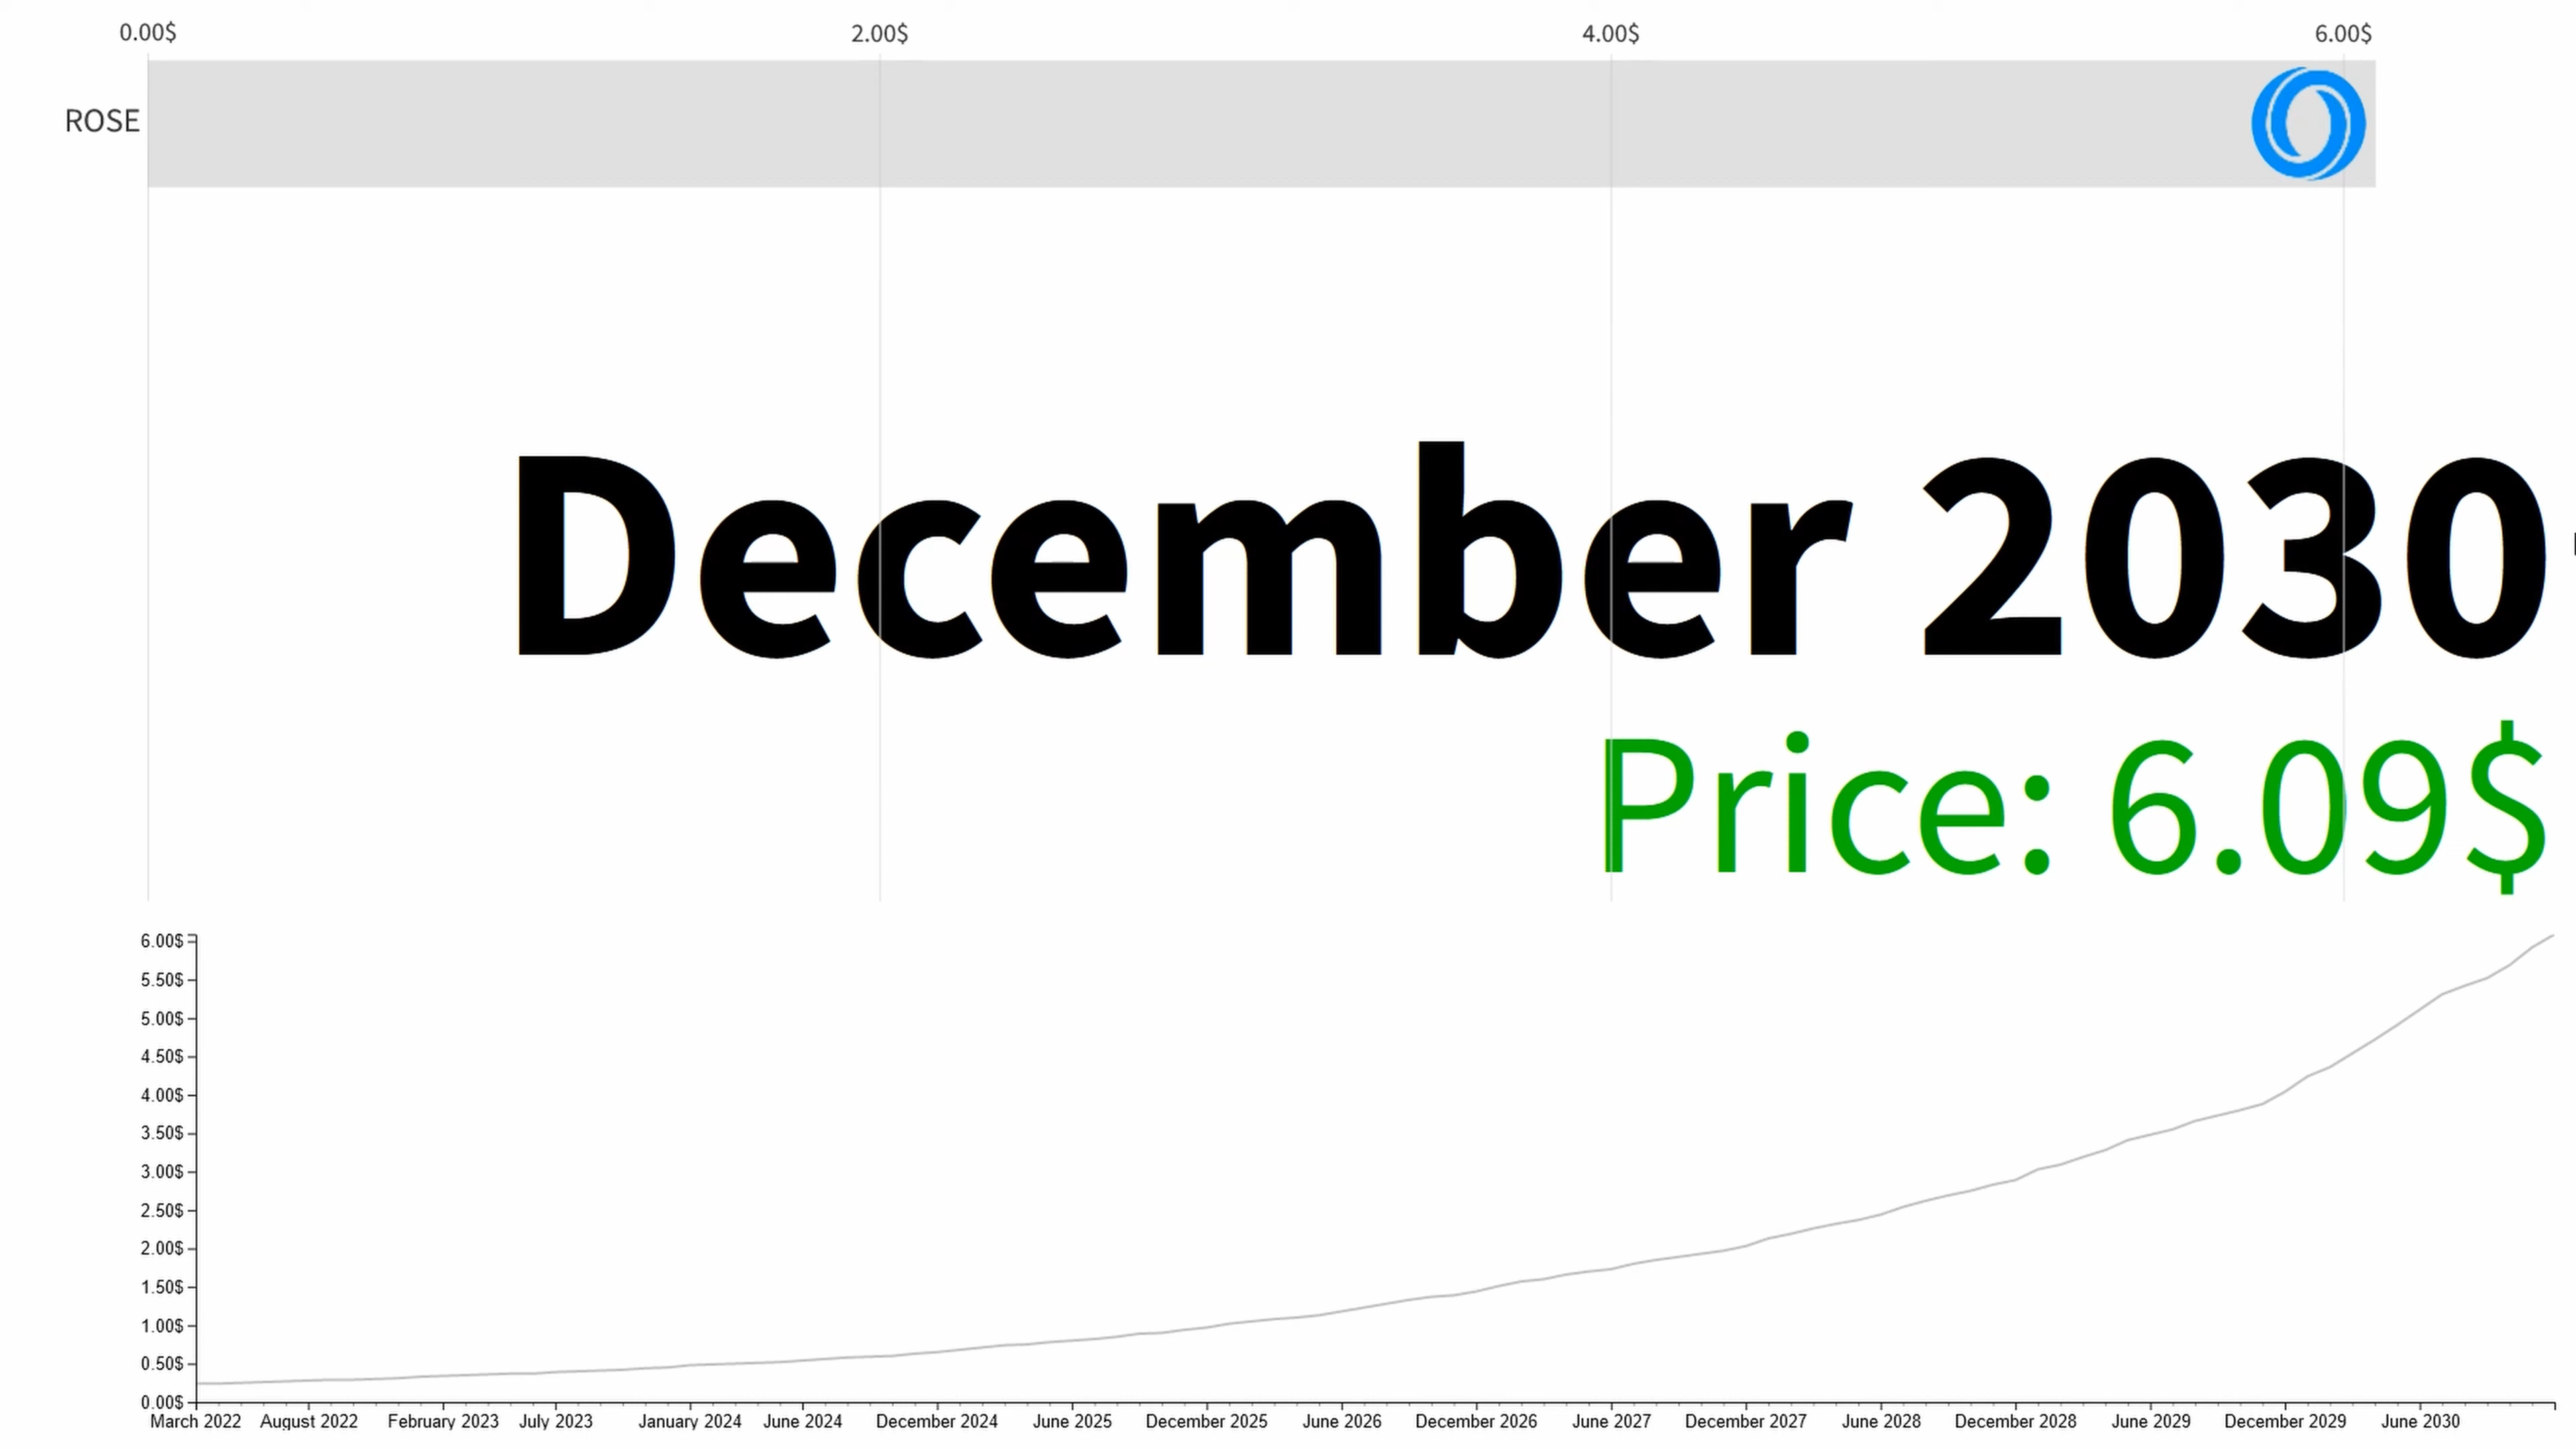 0.00$ 2.00$ 4.00$ 6.00$
ROSE
December 2030
Price: 6.09$
6.00$
5.50$
5.00$
4.50$
4.00$
3.50$
3.00$
2.50$
2.00$
1.50$
1.00$
0.50$
0.00$
March 2022 August 2022 February 2023 July 2023 January 2024 June 2024 December 2024 June 2025 December 2025 June 2026 December 2026 June 2027 December 2027 June 2028 December 2028 June 2029 December 2029 June 2030